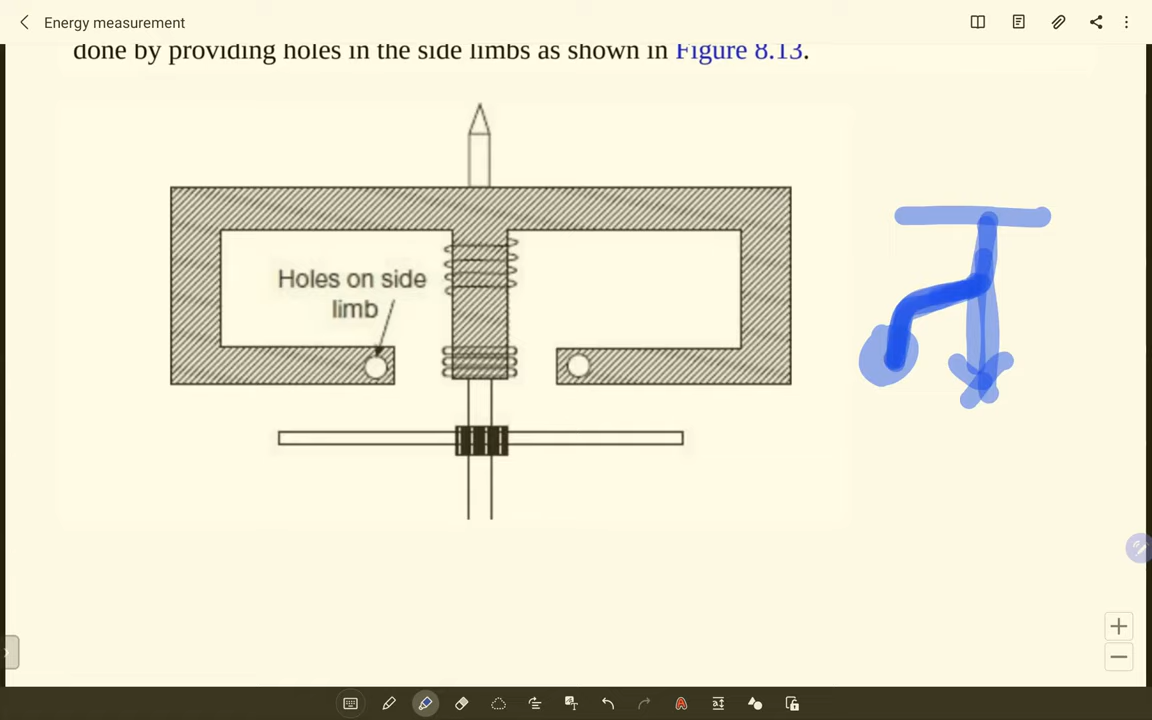 Energy measurement
done by providing holes in the side limbs as shown in Figure 8.13.
Holes on side
limb